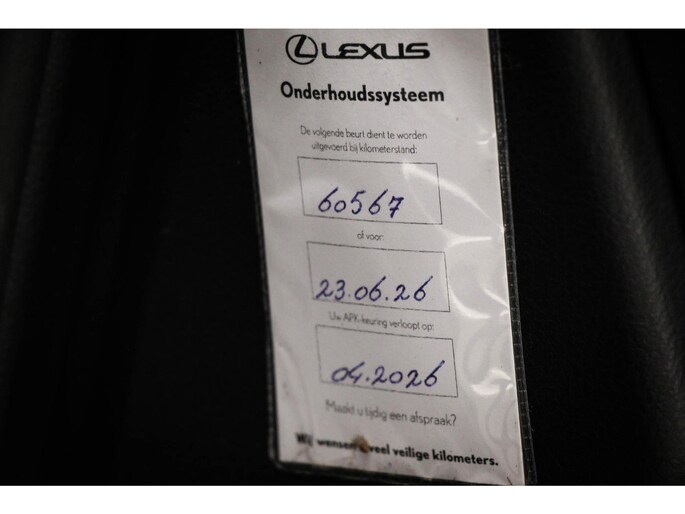 LEXUS
Onderhoudssysteem
De volgende beurt dient te worden
uitgevoerd bij kilometerstand:
60567
of voor:
23.06.26
Uw APK-keuring verloopt op:
04.2026
Maakt u tijdig een afspraak?
Wij wensen u veel veilige kilometers.